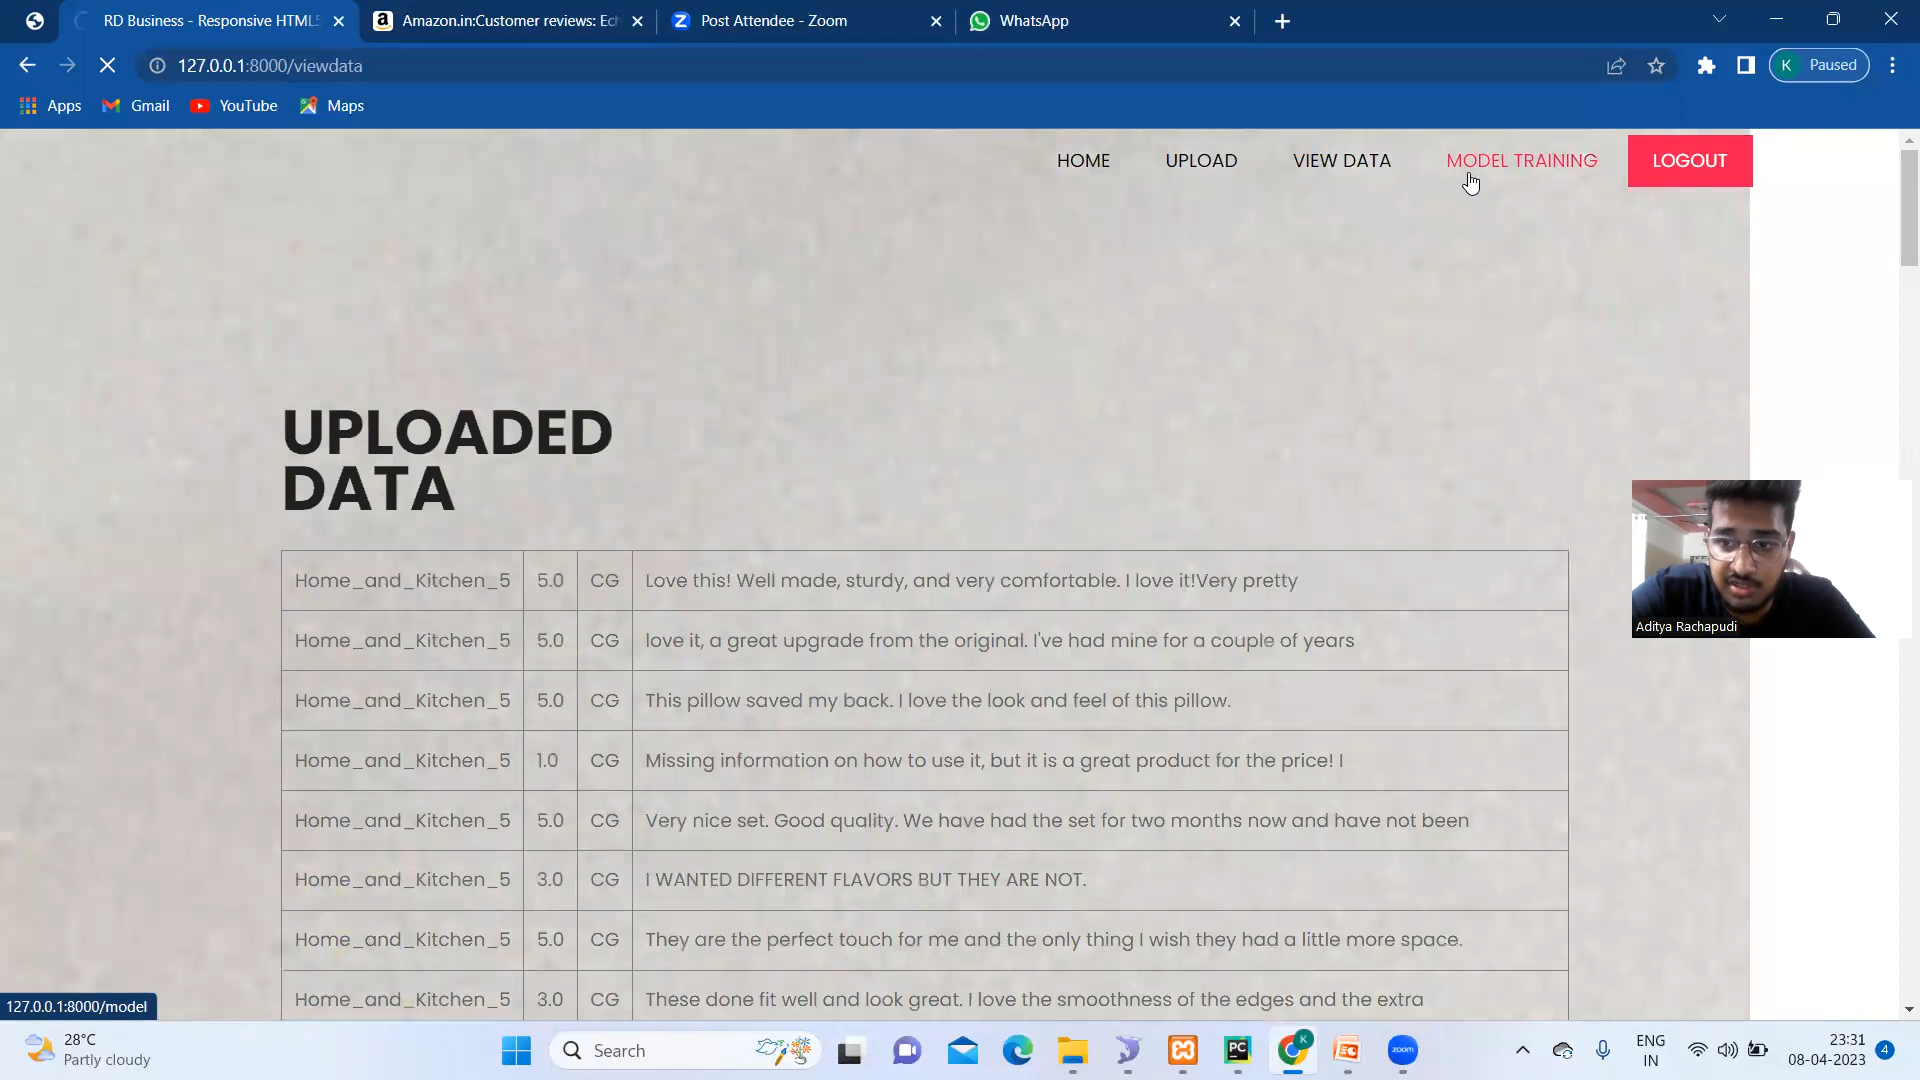 RD Business - Responsive HTML5
Amazon.in:Customer reviews: Ech
Post Attendee - Zoom
WhatsApp
127.0.0.1:8000/viewdata
K Paused
Apps
Gmail
YouTube
Maps
HOME
UPLOAD
VIEW DATA
MODEL TRAINING
LOGOUT
UPLOADED
DATA
Home_and_Kitchen_5 5.0 CG Love this! Well made, sturdy, and very comfortable. I love it!Very pretty
Home_and_Kitchen_5 5.0 CG love it, a great upgrade from the original. I've had mine for a couple of years
Home_and_Kitchen_5 5.0 CG This pillow saved my back. I love the look and feel of this pillow.
Home_and_Kitchen_5 1.0 CG Missing information on how to use it, but it is a great product for the price! I
Home_and_Kitchen_5 5.0 CG Very nice set. Good quality. We have had the set for two months now and have not been
Home_and_Kitchen_5 3.0 CG I WANTED DIFFERENT FLAVORS BUT THEY ARE NOT.
Home_and_Kitchen_5 5.0 CG They are the perfect touch for me and the only thing I wish they had a little more space.
Home_and_Kitchen_5 3.0 CG These done fit well and look great. I love the smoothness of the edges and the extra
Aditya Rachapudi
127.0.0.1:8000/model
28°C
Partly cloudy
Search
PC
K
zoom
ENG
IN
23:31
08-04-2023
4